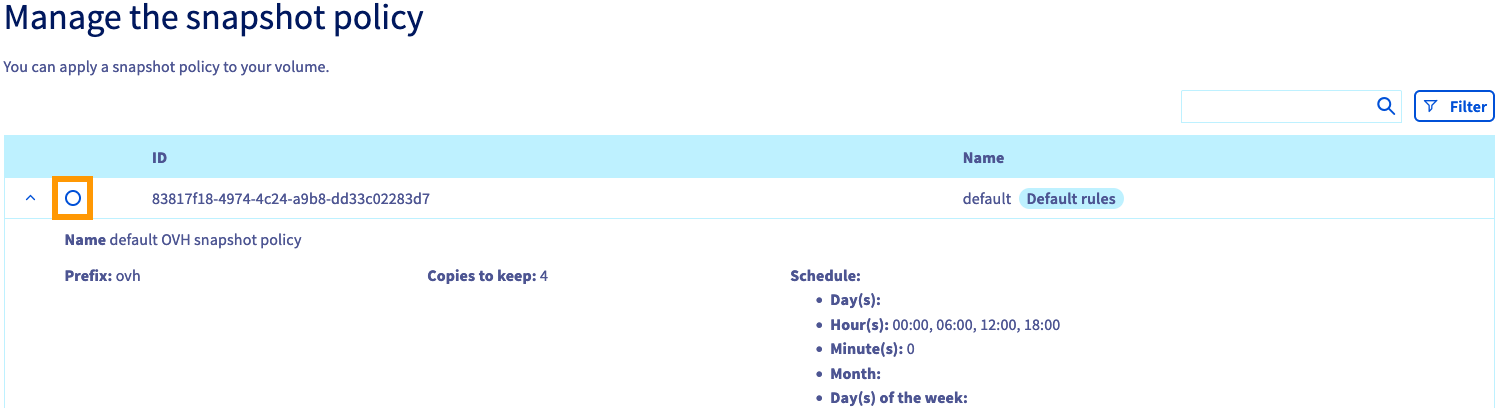 Manage the snapshot policy
You can apply a snapshot policy to your volume.
Filter
ID Name
83817f18-4974-4c24-a9b8-dd33c02283d7 default Default rules
Name default OVH snapshot policy
Prefix: ovh Copies to keep: 4 Schedule:
• Day(s):
• Hour(s): 00:00, 06:00, 12:00, 18:00
• Minute(s): 0
• Month:
• Day(s) of the week: